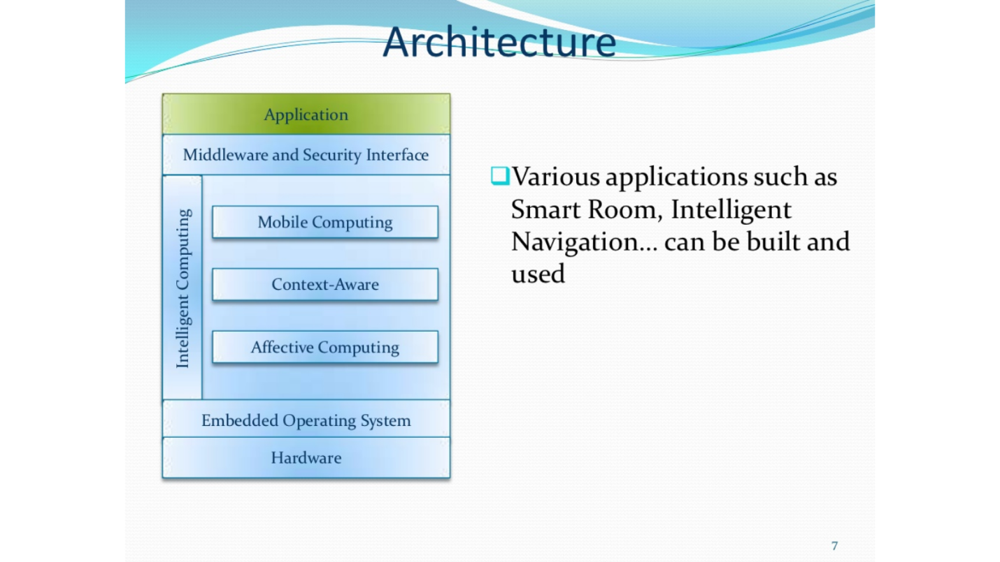 Architecture
Application
Middleware and Security Interface
Intelligent Computing
Mobile Computing
Context-Aware
Affective Computing
Embedded Operating System
Hardware
Various applications such as
Smart Room, Intelligent
Navigation... can be built and
used
7